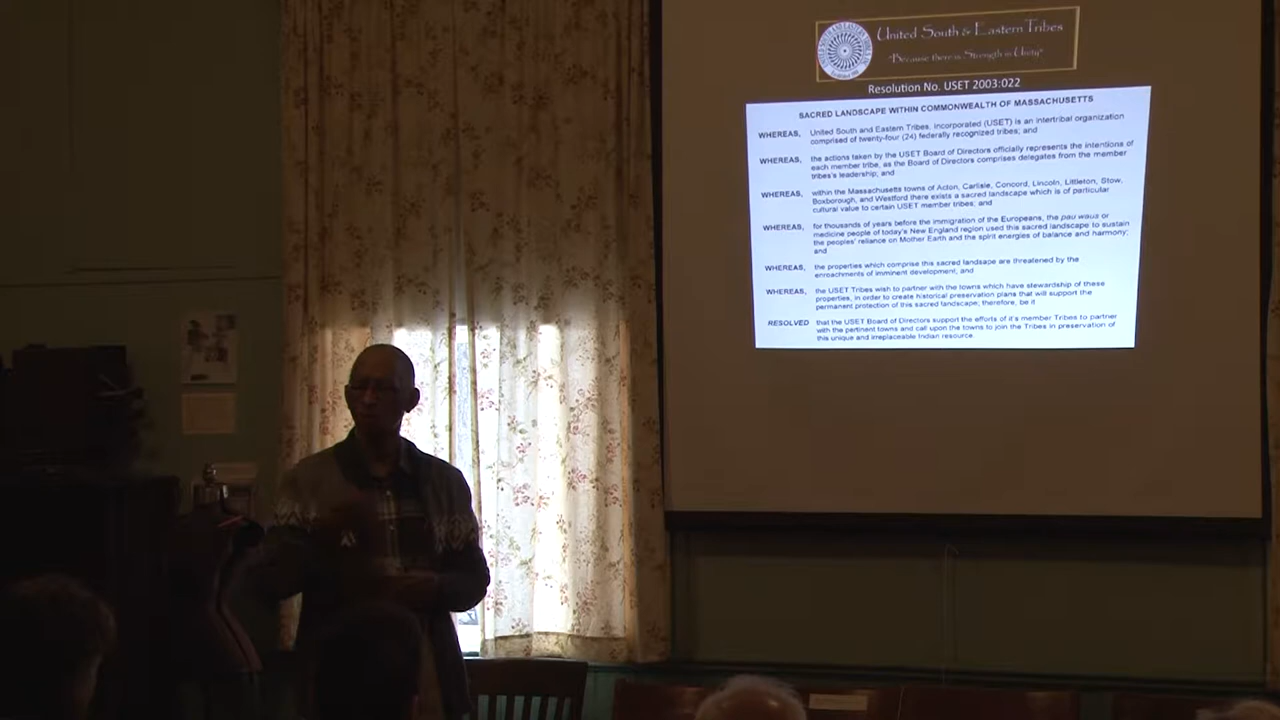 United South & Eastern Tribes
"Because there is Strength in Unity"
Resolution No. USET 2003:022
SACRED LANDSCAPE WITHIN COMMONWEALTH OF MASSACHUSETTS
WHEREAS, United South and Eastern Tribes, Incorporated (USET) is an intertribal organization
comprised of twenty-four (24) federally recognized tribes; and
WHEREAS, the actions taken by the USET Board of Directors officially represents the intentions of
each member tribe, as the Board of Directors comprises delegates from the member
tribes's leadership; and
WHEREAS, within the Massachusetts towns of Acton, Carlisle, Concord, Lincoln, Littleton, Stow,
Boxborough, and Westford there exists a sacred landscape which is of particular
cultural value to certain USET member tribes; and
WHEREAS, for thousands of years before the immigration of the Europeans, the pau waus or
medicine people of today's New England region used this sacred landscape to sustain
the peoples' reliance on Mother Earth and the spirit energies of balance and harmony;
and
WHEREAS, the properties which comprise this sacred landsape are threatened by the
enroachments of imminent development, and
WHEREAS, the USET Tribes wish to partner with the towns which have stewardship of these
properties, in order to create historical preservation plans that will support the
permanent protection of this sacred landscape; therefore, be it
RESOLVED that the USET Board of Directors support the efforts of it's member Tribes to partner
with the pertinent towns and call upon the towns to join the Tribes in preservation of
this unique and irreplaceable Indian resource.